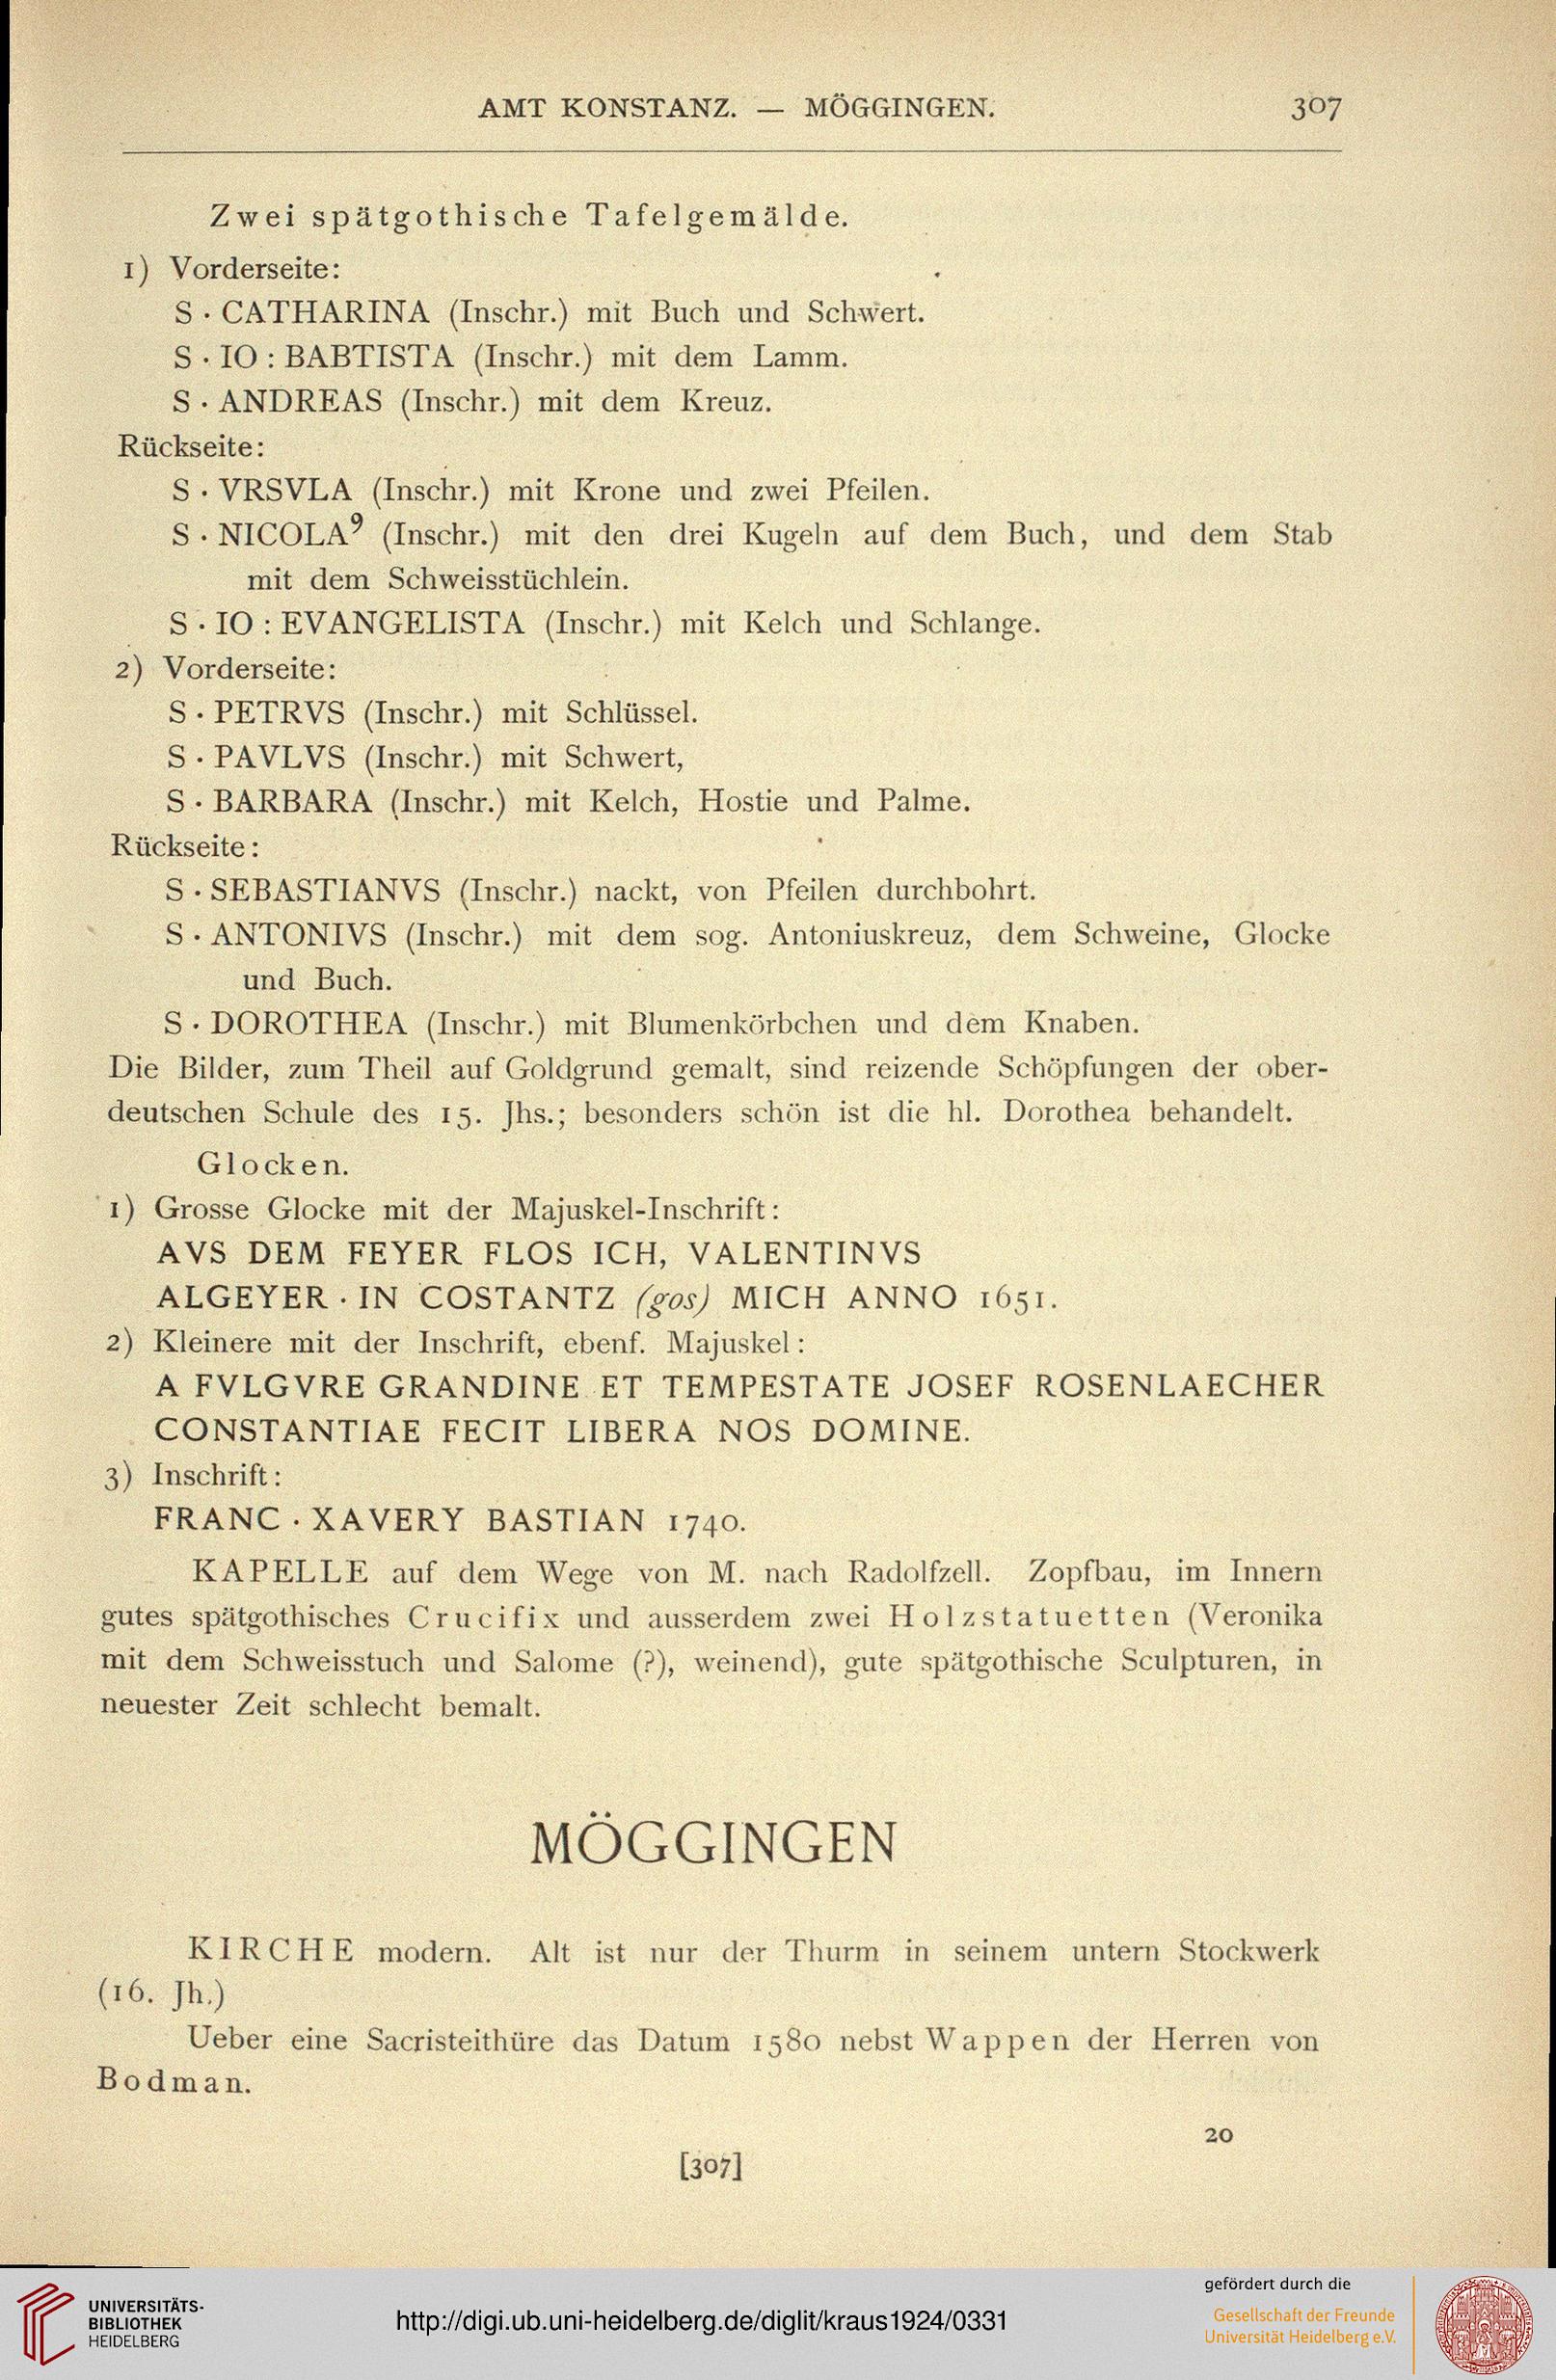 AMT KONSTANZ. — MÖGGINGEN. 307
Zwei spätgothische Tafelgemälde.
1) Vorderseite:
S · CATHARINA (Inschr.) mit Buch und Schwert.
S · IO : BABTISTA (Inschr.) mit dem Lamm.
S · ANDREAS (Inschr.) mit dem Kreuz.
Rückseite:
S · VRSVLA (Inschr.) mit Krone und zwei Pfeilen.
S · NICOLA⁹ (Inschr.) mit den drei Kugeln auf dem Buch, und dem Stab
mit dem Schweisstüchlein.
S · IO : EVANGELISTA (Inschr.) mit Kelch und Schlange.
2) Vorderseite:
S · PETRVS (Inschr.) mit Schlüssel.
S · PAVLVS (Inschr.) mit Schwert,
S · BARBARA (Inschr.) mit Kelch, Hostie und Palme.
Rückseite:
S · SEBASTIANVS (Inschr.) nackt, von Pfeilen durchbohrt.
S · ANTONIVS (Inschr.) mit dem sog. Antoniuskreuz, dem Schweine, Glocke
und Buch.
S · DOROTHEA (Inschr.) mit Blumenkörbchen und dem Knaben.
Die Bilder, zum Theil auf Goldgrund gemalt, sind reizende Schöpfungen der ober-
deutschen Schule des 15. Jhs.; besonders schön ist die hl. Dorothea behandelt.
Glocken.
1) Grosse Glocke mit der Majuskel-Inschrift:
AVS DEM FEYER FLOS ICH, VALENTINVS
ALGEYER · IN COSTANTZ (gos) MICH ANNO 1651.
2) Kleinere mit der Inschrift, ebenf. Majuskel:
A FVLGVRE GRANDINE ET TEMPESTATE JOSEF ROSENLAECHER
CONSTANTIAE FECIT LIBERA NOS DOMINE.
3) Inschrift:
FRANC · XAVERY BASTIAN 1740.
KAPELLE auf dem Wege von M. nach Radolfzell. Zopfbau, im Innern
gutes spätgothisches Crucifix und ausserdem zwei Holzstatuetten (Veronika
mit dem Schweisstuch und Salome (?), weinend), gute spätgothische Sculpturen, in
neuester Zeit schlecht bemalt.
MÖGGINGEN
KIRCHE modern. Alt ist nur der Thurm in seinem untern Stockwerk
(16. Jh.)
Ueber eine Sacristeithüre das Datum 1580 nebst Wappen der Herren von
Bodman.
20
[307]
UNIVERSITÄTS-
BIBLIOTHEK
HEIDELBERG
http://digi.ub.uni-heidelberg.de/diglit/kraus1924/0331
gefördert durch die
Gesellschaft der Freunde
Universität Heidelberg e.V.